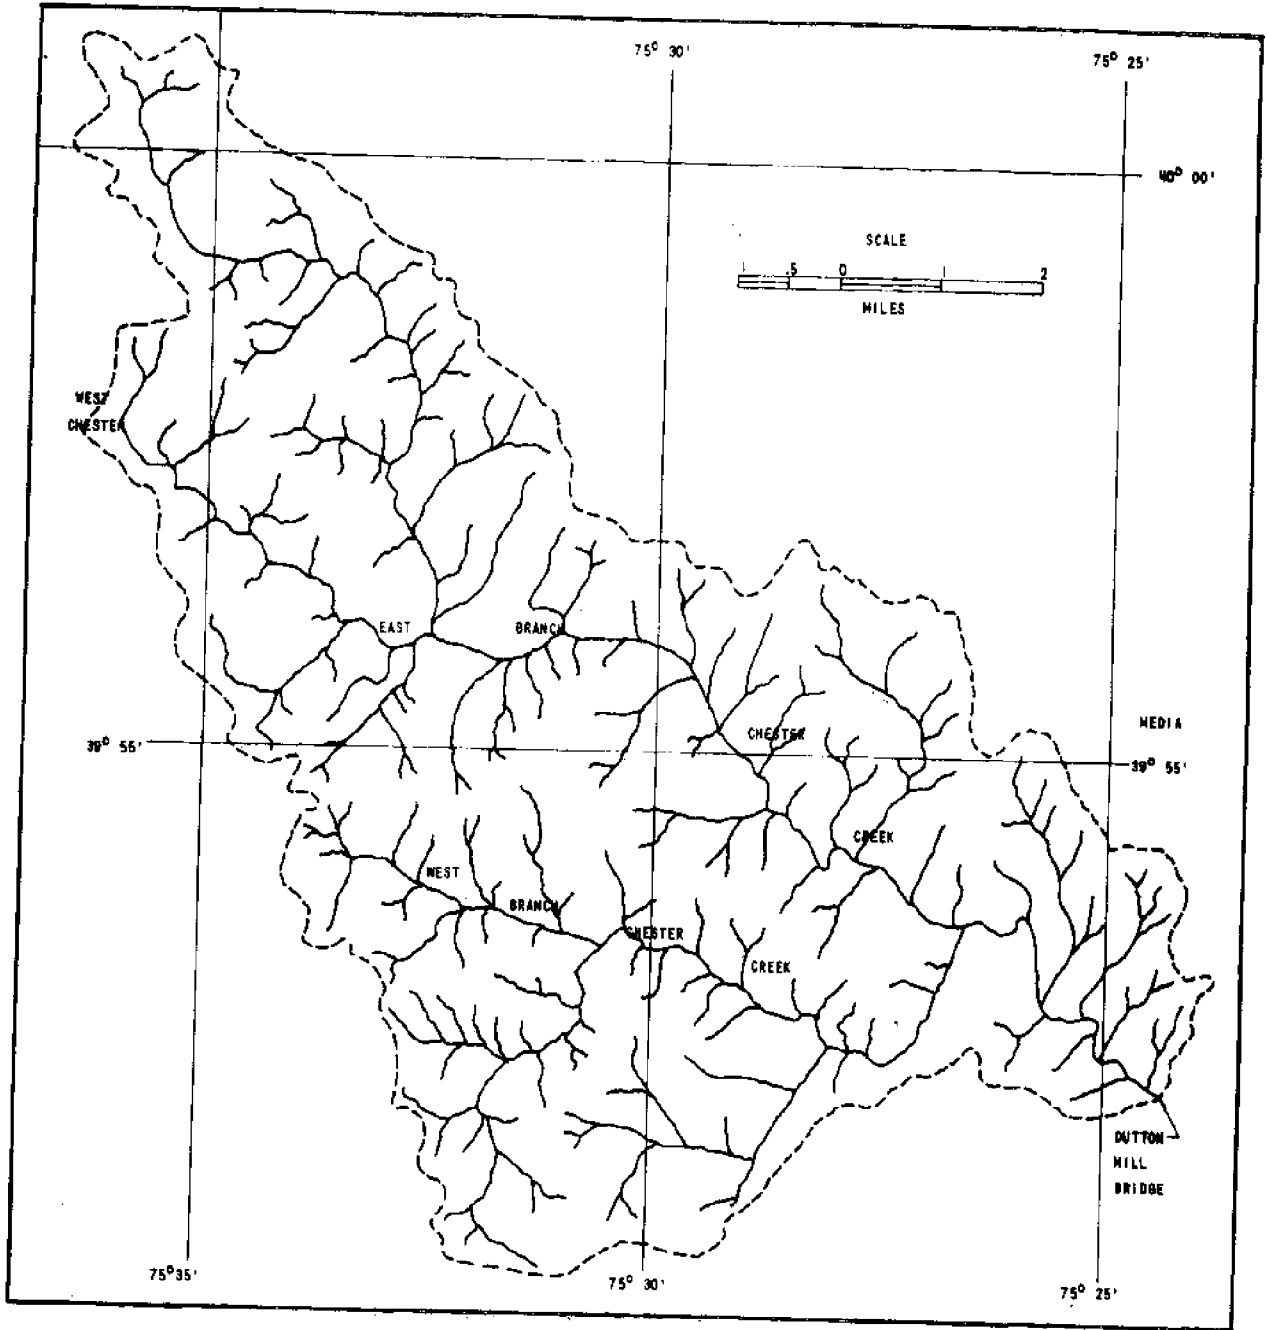 75° 30'
75° 25'
40° 00'
SCALE
1 .5 0 1 2
MILES
WEST
CHESTER
EAST BRANCH
CHESTER
MEDIA
39° 55'
39° 55'
CREEK
WEST
BRANCH
CHESTER
CREEK
DUTTON
MILL
BRIDGE
75° 35'
75° 30'
75° 25'